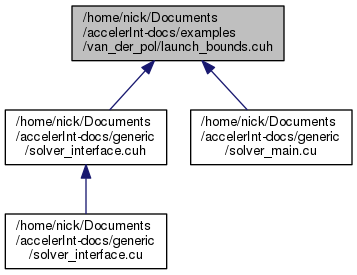 /home/nick/Documents
/accelerInt-docs/examples
/van_der_pol/launch_bounds.cuh
/home/nick/Documents
/accelerInt-docs/generic
/solver_interface.cuh
/home/nick/Documents
/accelerInt-docs/generic
/solver_main.cu
/home/nick/Documents
/accelerInt-docs/generic
/solver_interface.cu